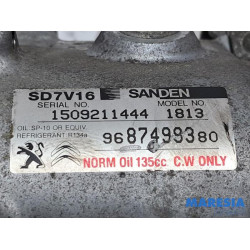 SD7V16 SANDEN
SERIAL NO. MODEL NO.
1509211444 1813
OIL SP-10 OR EQUIV.
REFRIGERANT R134a
9687499380
NORM Oil 135cc C.W ONLY
MARESIA